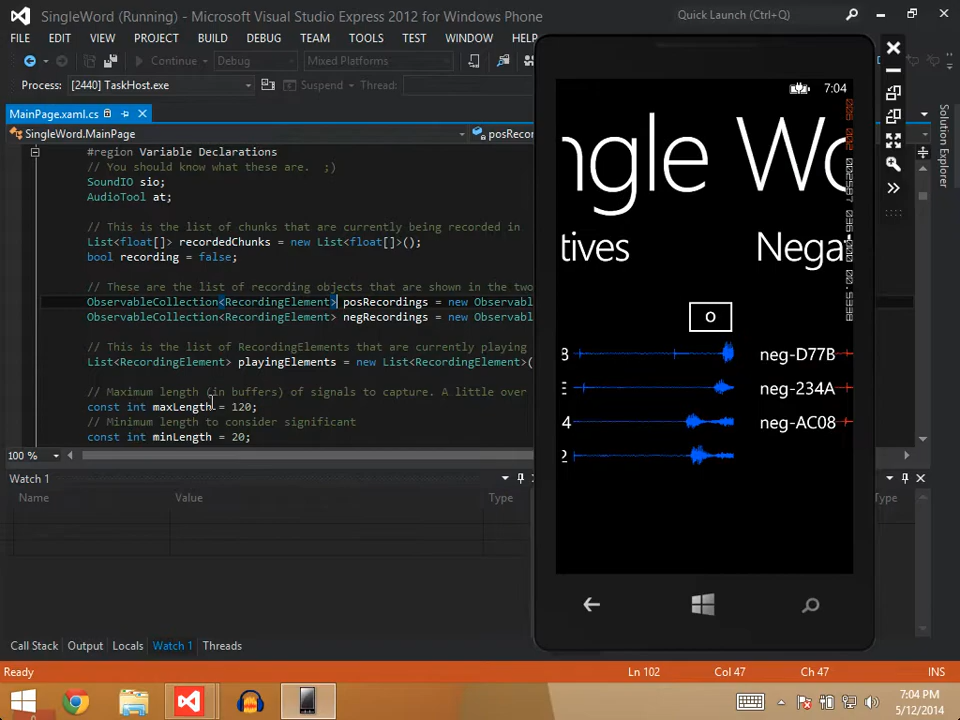 SingleWord (Running) - Microsoft Visual Studio Express 2012 for Windows Phone
Quick Launch (Ctrl+Q)
FILE EDIT VIEW PROJECT BUILD DEBUG TEAM TOOLS TEST WINDOW HELP
Continue Debug Mixed Platforms
Process: [2440] TaskHost.exe Suspend Thread:
MainPage.xaml.cs
SingleWord.MainPage posRecor
#region Variable Declarations
// You should know what these are. ;)
SoundIO sio;
AudioTool at;
// This is the list of chunks that are currently being recorded in
List<float[]> recordedChunks = new List<float[]>();
bool recording = false;
// These are the list of recording objects that are shown in the two
ObservableCollection<RecordingElement> posRecordings = new Observabl
ObservableCollection<RecordingElement> negRecordings = new Observabl
// This is the list of RecordingElements that are currently playing
List<RecordingElement> playingElements = new List<RecordingElement>(
// Maximum length (in buffers) of signals to capture. A little over
const int maxLength = 120;
// Minimum length to consider significant
const int minLength = 20;
100 %
Watch 1
Name Value Type
Type
Call Stack Output Locals Watch 1 Threads
Ready Ln 102 Col 47 Ch 47 INS
Solution Explorer
7:04
ngle Wo
tives Nega
O
neg-D77B
neg-234A
4 neg-AC08
2
7:04 PM
5/12/2014